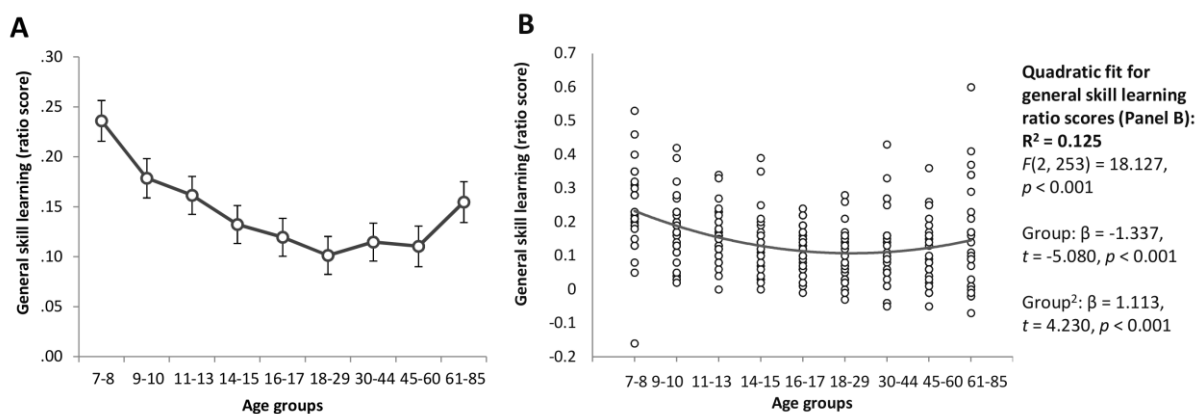 A
General skill learning (ratio score)
.30
.25
.20
.15
.10
.05
.00
7-8 9-10 11-13 14-15 16-17 18-29 30-44 45-60 61-85
Age groups
B
General skill learning (ratio score)
0.7
0.6
0.5
0.4
0.3
0.2
0.1
0
-0.1
-0.2
7-8 9-10 11-13 14-15 16-17 18-29 30-44 45-60 61-85
Age groups
Quadratic fit for
general skill learning
ratio scores (Panel B):
R² = 0.125
F(2, 253) = 18.127,
p < 0.001
Group: β = -1.337,
t = -5.080, p < 0.001
Group²: β = 1.113,
t = 4.230, p < 0.001